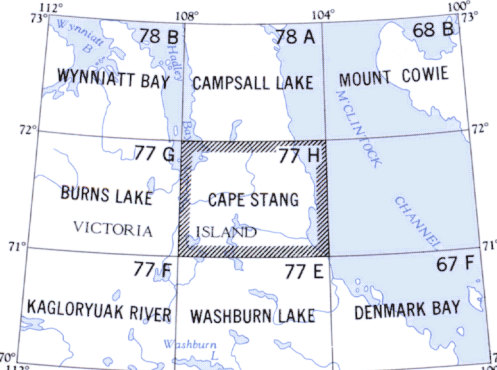 112°
108°
104°
100°
73°
73°
Wynniatt
B
78 B
Hadley
Bay
78 A
68 B
WYNNIATT BAY
CAMPSALL LAKE
MOUNT COWIE
M'CLINTOCK
CHANNEL
72°
72°
77 G
77 H
BURNS LAKE
CAPE STANG
VICTORIA ISLAND
71°
71°
77 F
77 E
67 F
KAGLORYUAK RIVER
WASHBURN LAKE
DENMARK BAY
Washburn
L.
70°
112°